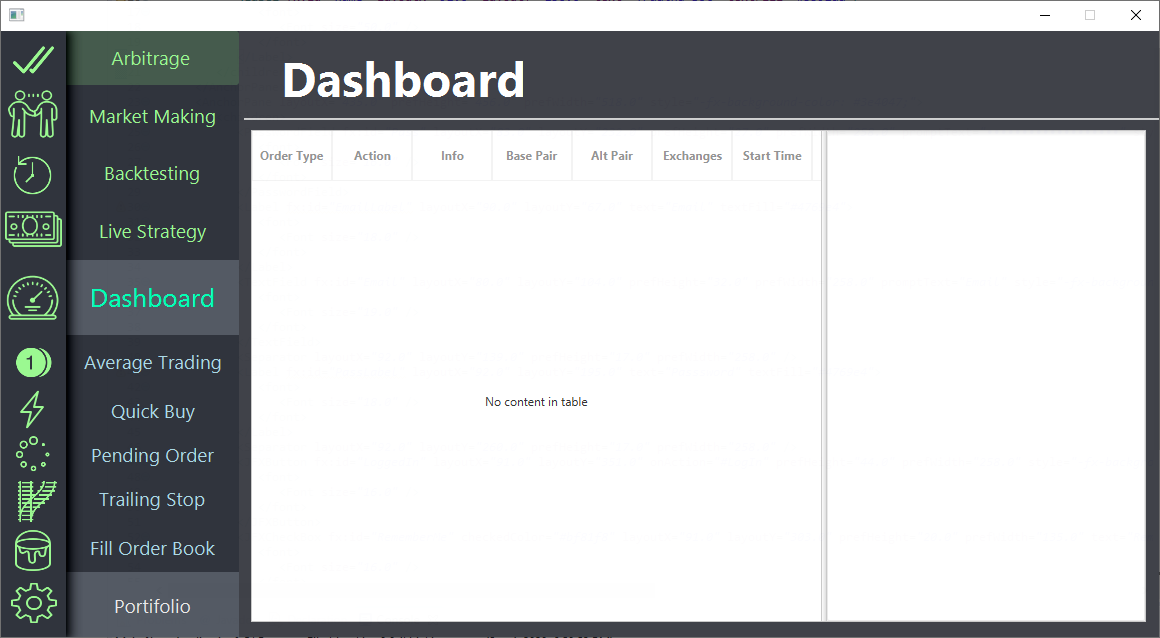 Arbitrage
Market Making
Backtesting
Live Strategy
Dashboard
1
Average Trading
Quick Buy
Pending Order
Trailing Stop
Fill Order Book
Portifolio
Dashboard
Order Type Action Info Base Pair Alt Pair Exchanges Start Time
No content in table